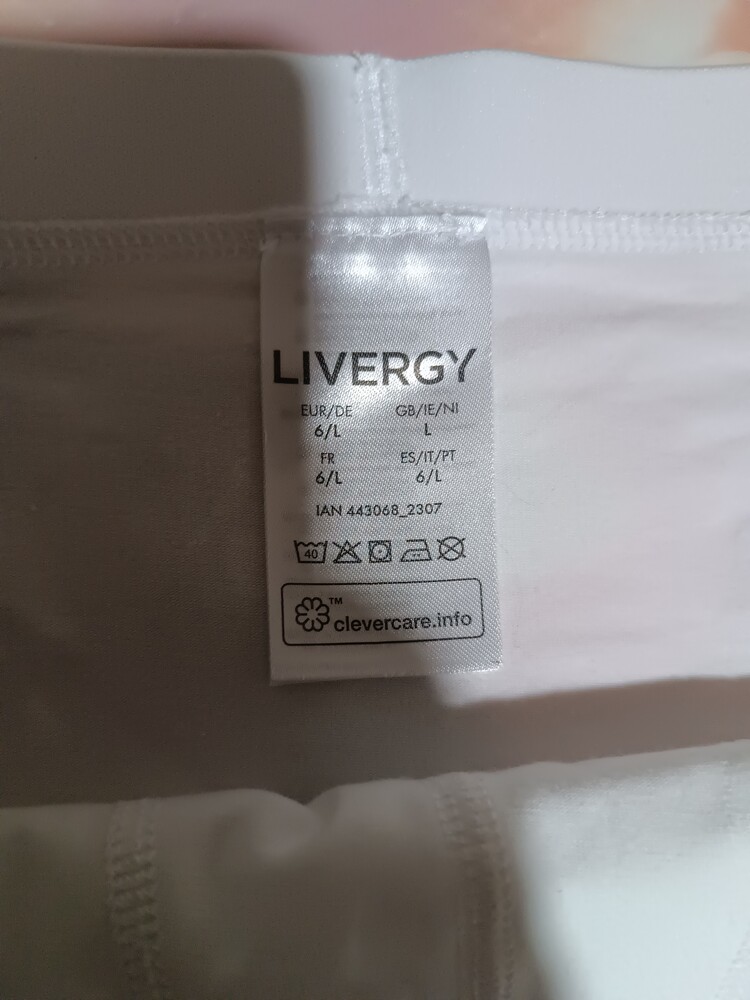 LIVERGY
EUR/DE GB/IE/NI
6/L L
FR ES/IT/PT
6/L 6/L
IAN 443068_2307
40
™
clevercare.info